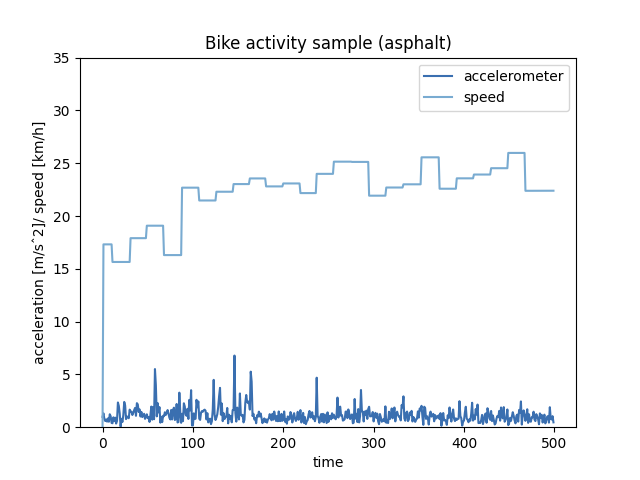 Bike activity sample (asphalt)
accelerometer
speed
acceleration [m/s^2]/ speed [km/h]
35
30
25
20
15
10
5
0
0 100 200 300 400 500
time